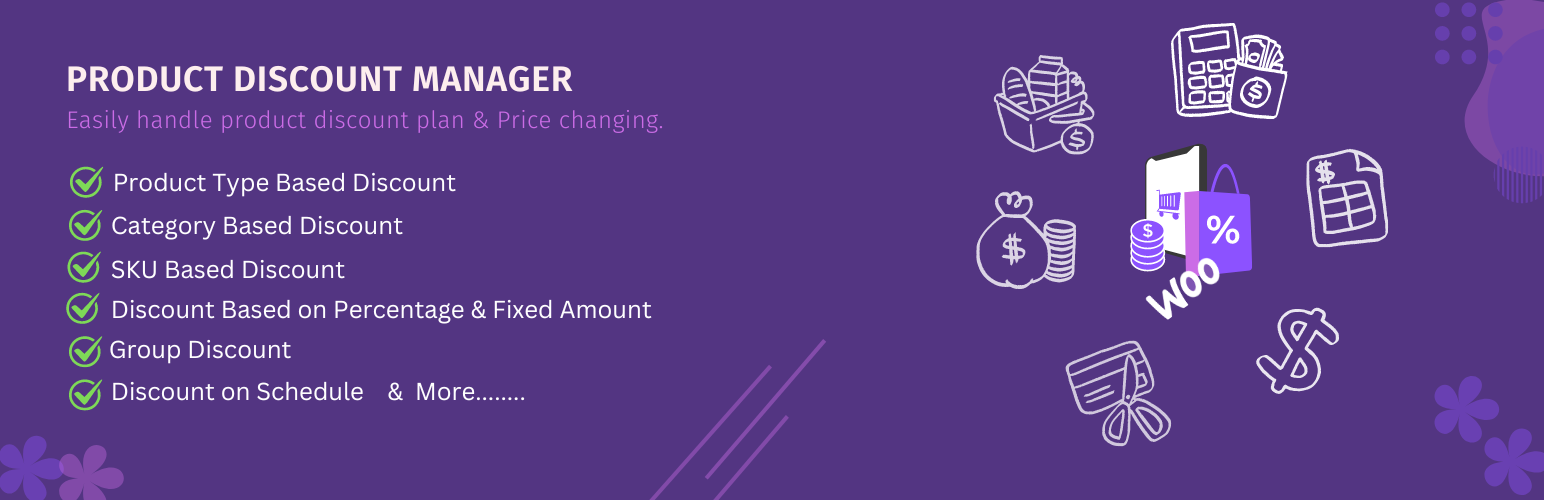 PRODUCT DISCOUNT MANAGER
Easily handle product discount plan & Price changing.
Product Type Based Discount
Category Based Discount
SKU Based Discount
Discount Based on Percentage & Fixed Amount
Group Discount
Discount on Schedule & More........
$
$
$
$
$
%
WOO
$